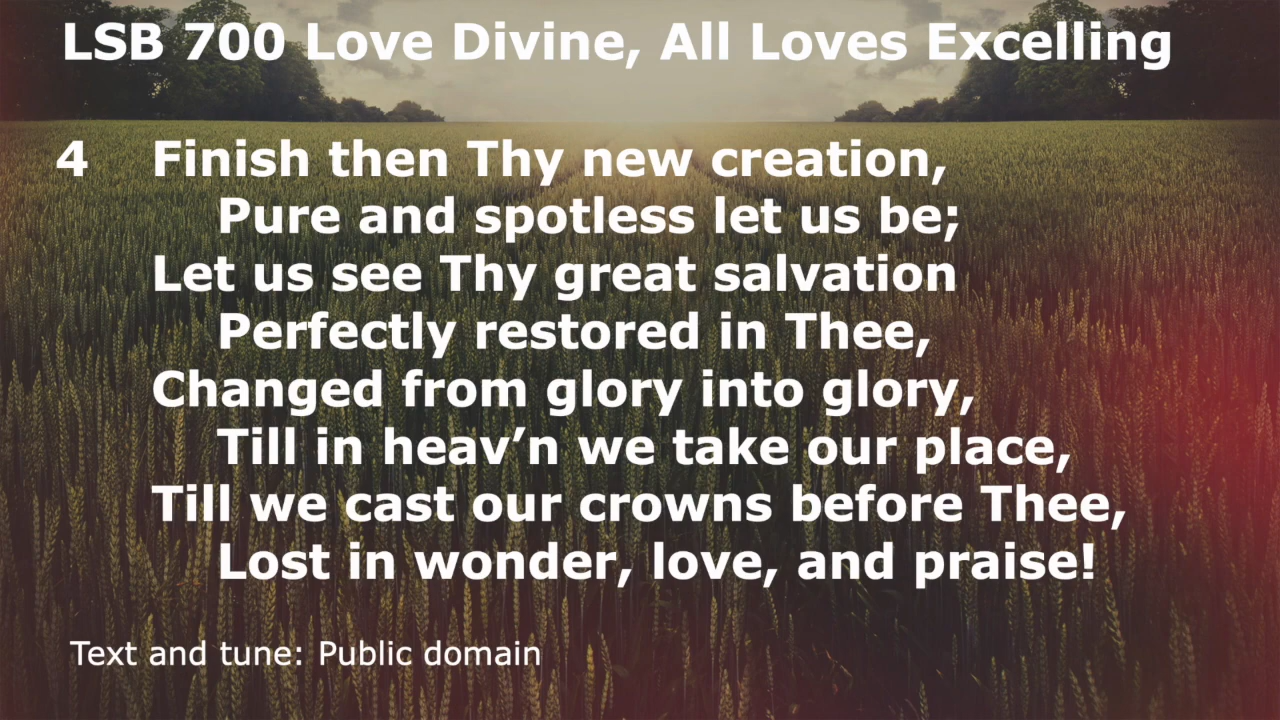 LSB 700 Love Divine, All Loves Excelling
4 Finish then Thy new creation,
Pure and spotless let us be;
Let us see Thy great salvation
Perfectly restored in Thee,
Changed from glory into glory,
Till in heav’n we take our place,
Till we cast our crowns before Thee,
Lost in wonder, love, and praise!
Text and tune: Public domain